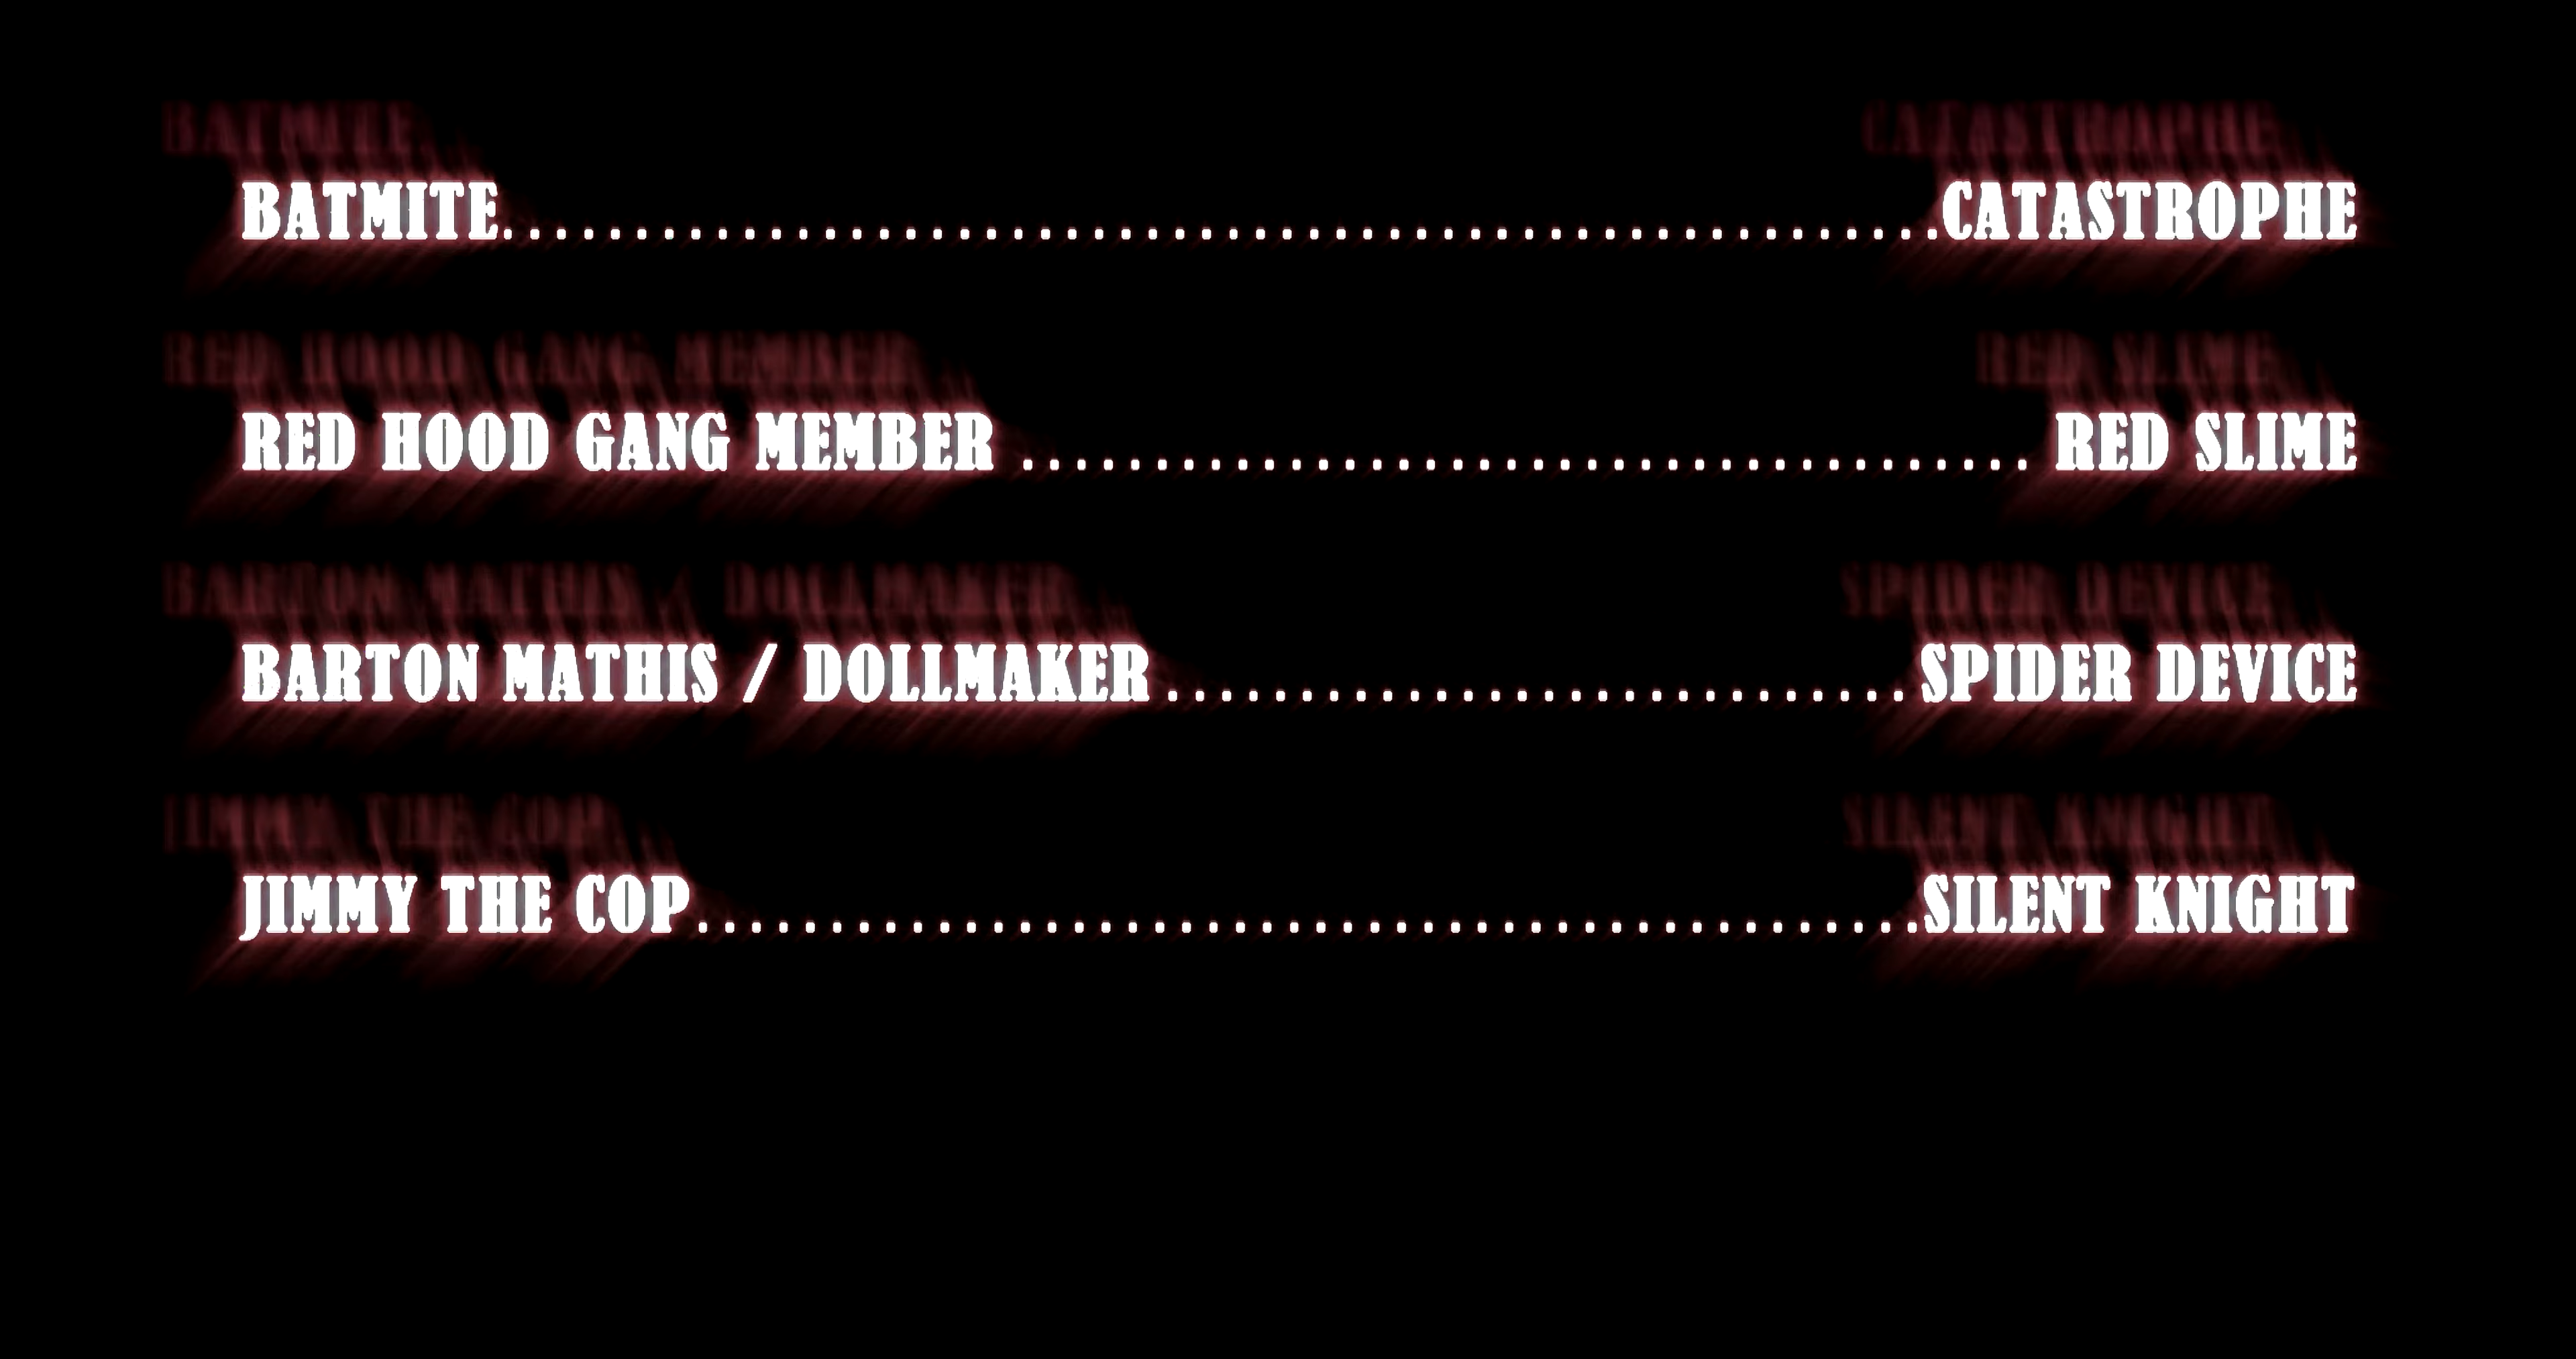 BATMITE......................................................CATASTROPHE
RED HOOD GANG MEMBER ...................................... RED SLIME
BARTON MATHIS / DOLLMAKER............................ SPIDER DEVICE
JIMMY THE COP..............................................SILENT KNIGHT